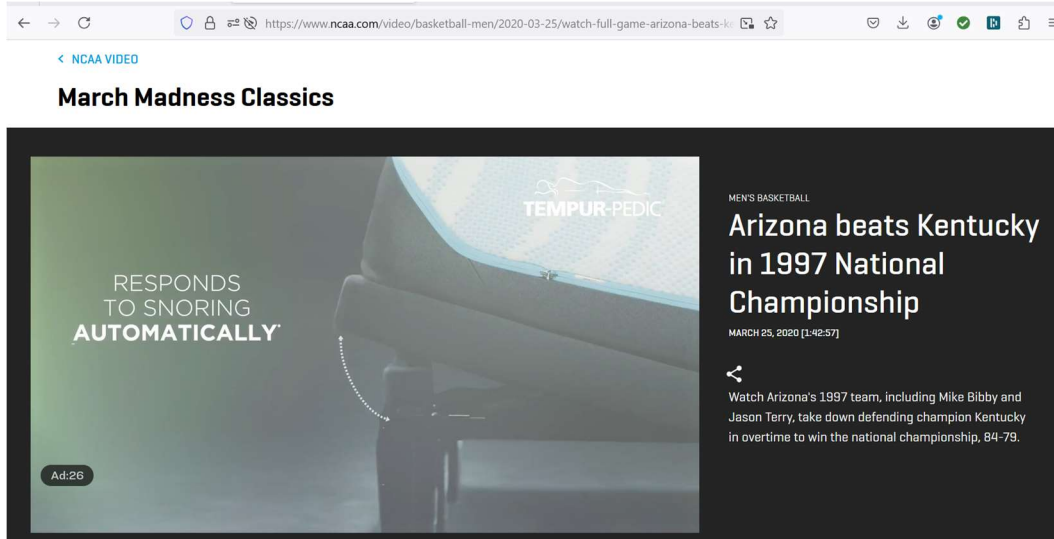 https://www.ncaa.com/video/basketball-men/2020-03-25/watch-full-game-arizona-beats-ke
< NCAA VIDEO
March Madness Classics
TEMPUR-PEDIC
RESPONDS
TO SNORING
AUTOMATICALLY*
Ad:26
MEN'S BASKETBALL
Arizona beats Kentucky
in 1997 National
Championship
MARCH 25, 2020 [1:42:57]
Watch Arizona's 1997 team, including Mike Bibby and
Jason Terry, take down defending champion Kentucky
in overtime to win the national championship, 84-79.